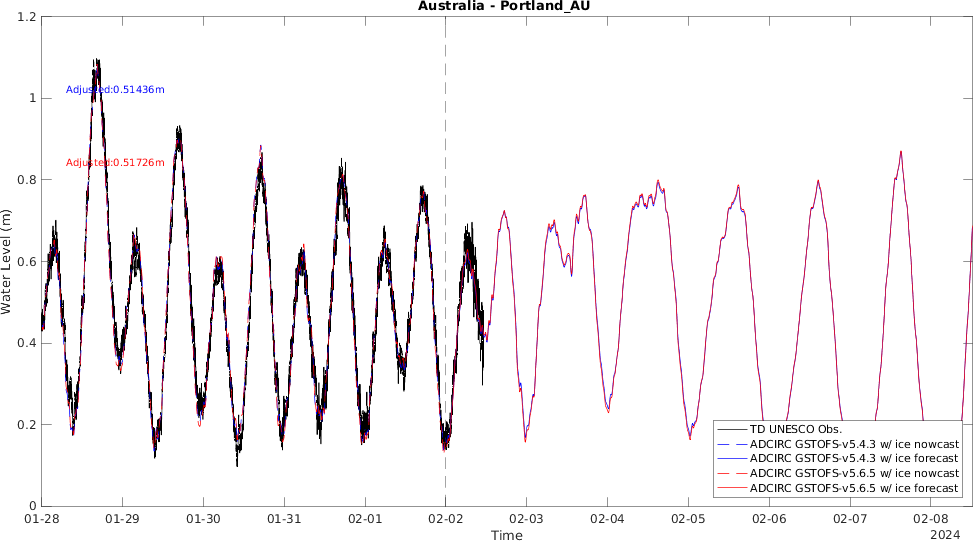 Australia - Portland_AU
1.2
1
0.8
0.6
0.4
0.2
0
Water Level (m)
Adjusted:0.51436m
Adjusted:0.51726m
TD UNESCO Obs.
ADCIRC GSTOFS-v5.4.3 w/ ice nowcast
ADCIRC GSTOFS-v5.4.3 w/ ice forecast
ADCIRC GSTOFS-v5.6.5 w/ ice nowcast
ADCIRC GSTOFS-v5.6.5 w/ ice forecast
01-28 01-29 01-30 01-31 02-01 02-02 02-03 02-04 02-05 02-06 02-07 02-08
Time 2024